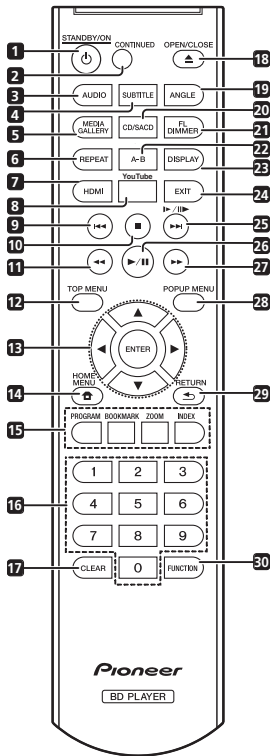 STANDBY/ON CONTINUED OPEN/CLOSE
1
2
18
AUDIO SUBTITLE ANGLE
3
4
19
MEDIA GALLERY CD/SACD FL DIMMER
5
20
21
REPEAT A-B DISPLAY
6
22
23
HDMI YouTube EXIT
7
8
24
9
25
10
26
11
27
TOP MENU POPUP MENU
12
28
13
ENTER
HOME MENU RETURN
14
29
PROGRAM BOOKMARK ZOOM INDEX
15
1 2 3
16
4 5 6
7 8 9
CLEAR 0 FUNCTION
17
30
Pioneer
BD PLAYER